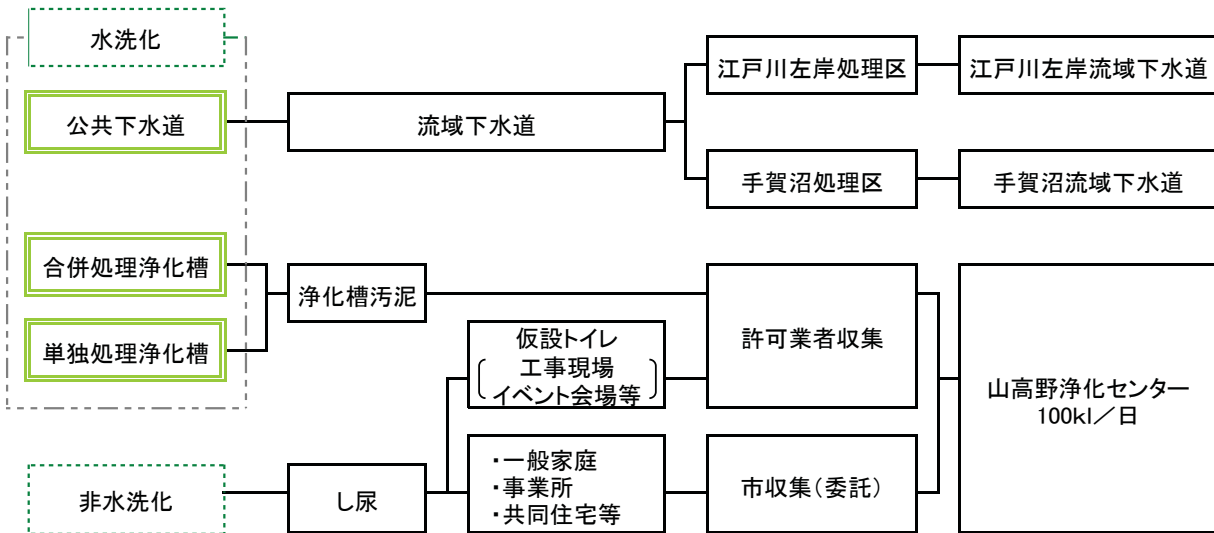 水洗化
公共下水道
流域下水道
江戸川左岸処理区
江戸川左岸流域下水道
手賀沼処理区
手賀沼流域下水道
合併処理浄化槽
単独処理浄化槽
浄化槽汚泥
仮設トイレ
工事現場
イベント会場等
許可業者収集
山高野浄化センター
100kl／日
非水洗化
し尿
・一般家庭
・事業所
・共同住宅等
市収集（委託）